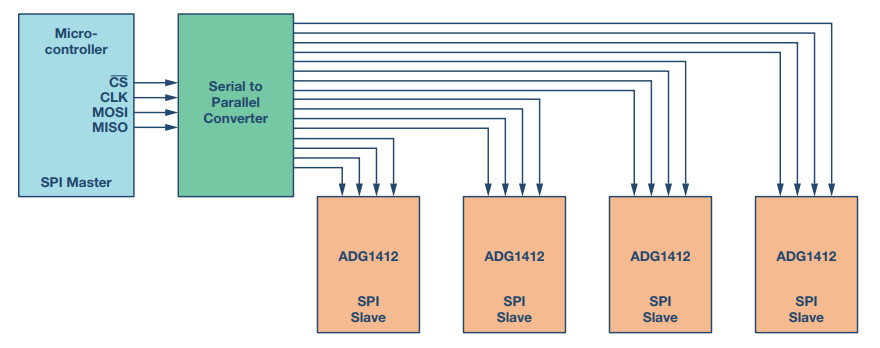 Micro-
controller
CS
CLK
MOSI
MISO
SPI Master
Serial to
Parallel
Converter
ADG1412
SPI
Slave
ADG1412
SPI
Slave
ADG1412
SPI
Slave
ADG1412
SPI
Slave